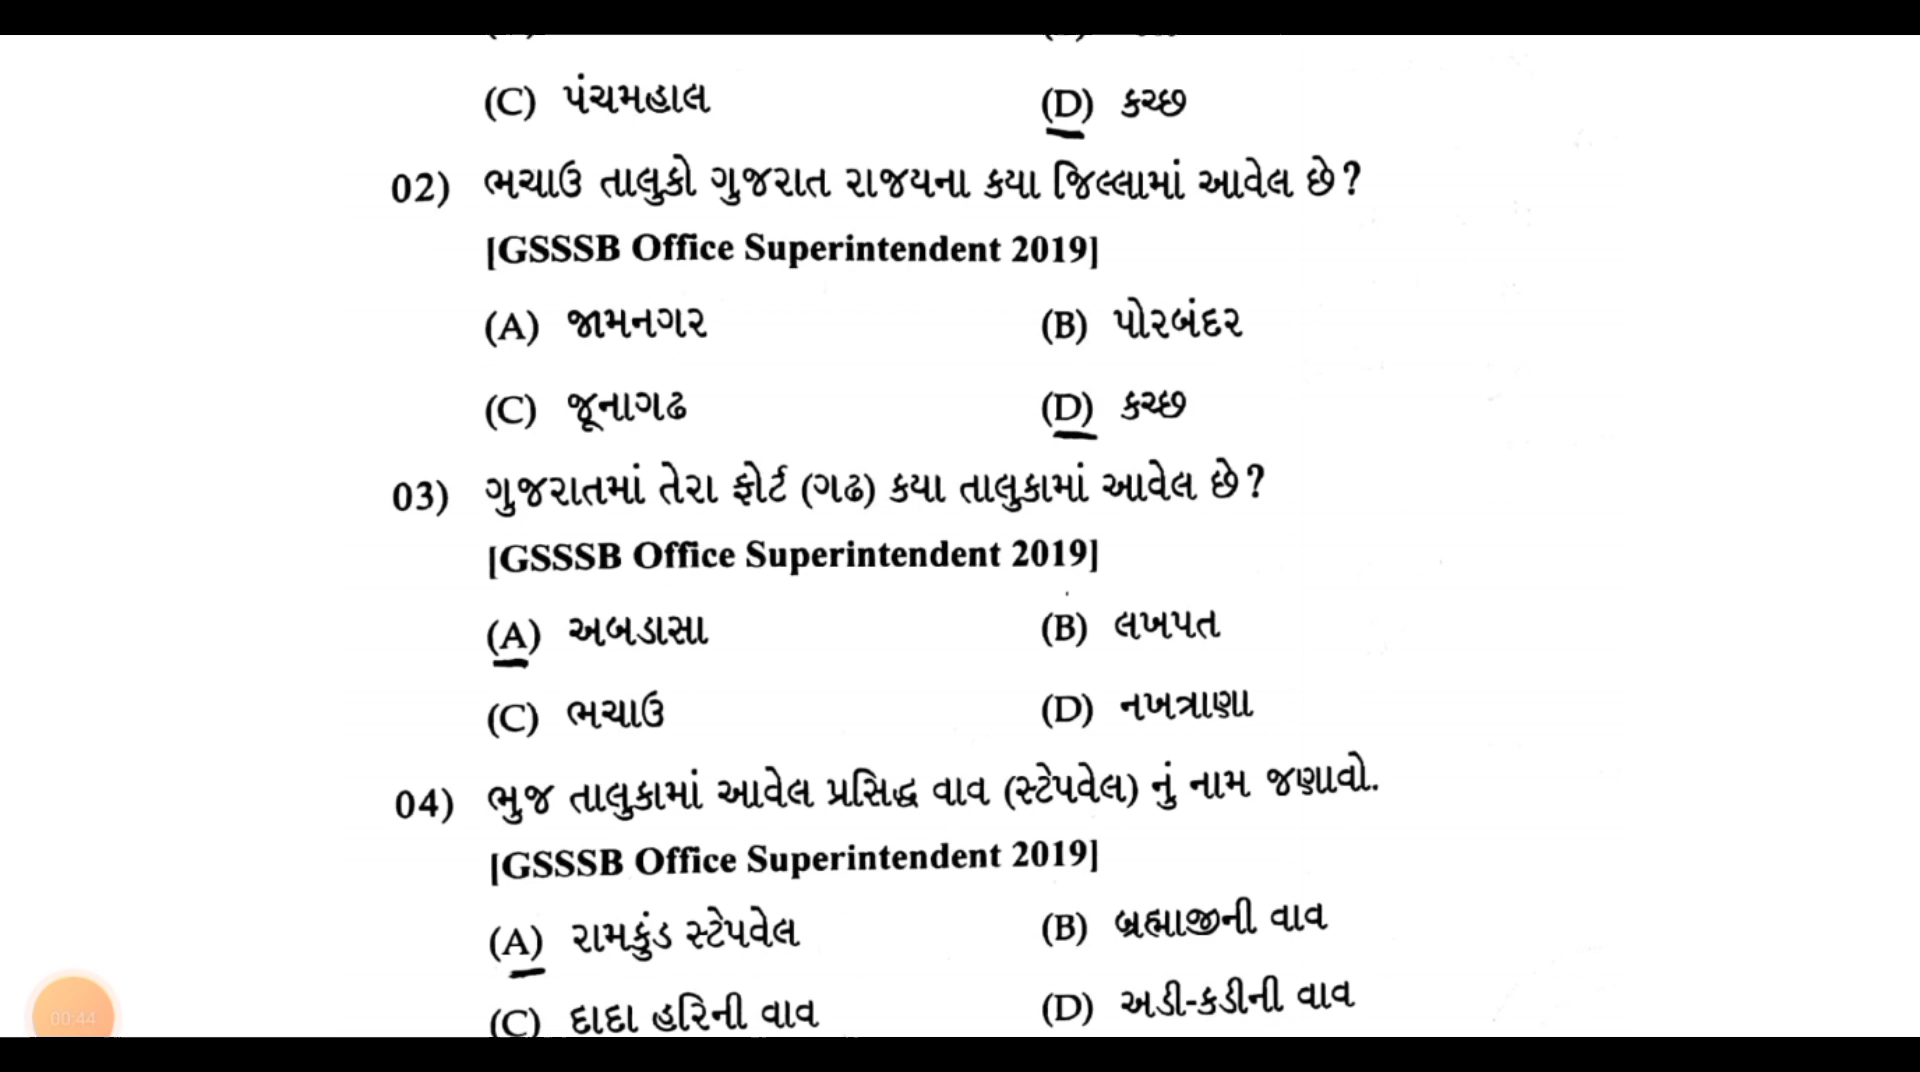 (C) પંચમહાલ (D) કચ્છ
02) ભચાઉ તાલુકો ગુજરાત રાજયના કયા જિલ્લામાં આવેલ છે?
[GSSSB Office Superintendent 2019]
(A) જામનગર (B) પોરબંદર
(C) જૂનાગઢ (D) કચ્છ
03) ગુજરાતમાં તેરા ફોર્ટ (ગઢ) કયા તાલુકામાં આવેલ છે?
[GSSSB Office Superintendent 2019]
(A) અબડાસા (B) લખપત
(C) ભચાઉ (D) નખત્રાણા
04) ભુજ તાલુકામાં આવેલ પ્રસિદ્ધ વાવ (સ્ટેપવેલ) નું નામ જણાવો.
[GSSSB Office Superintendent 2019]
(A) રામકુંડ સ્ટેપવેલ (B) બ્રહ્માજીની વાવ
(C) દાદા હરિની વાવ (D) અડી-કડીની વાવ
00:44